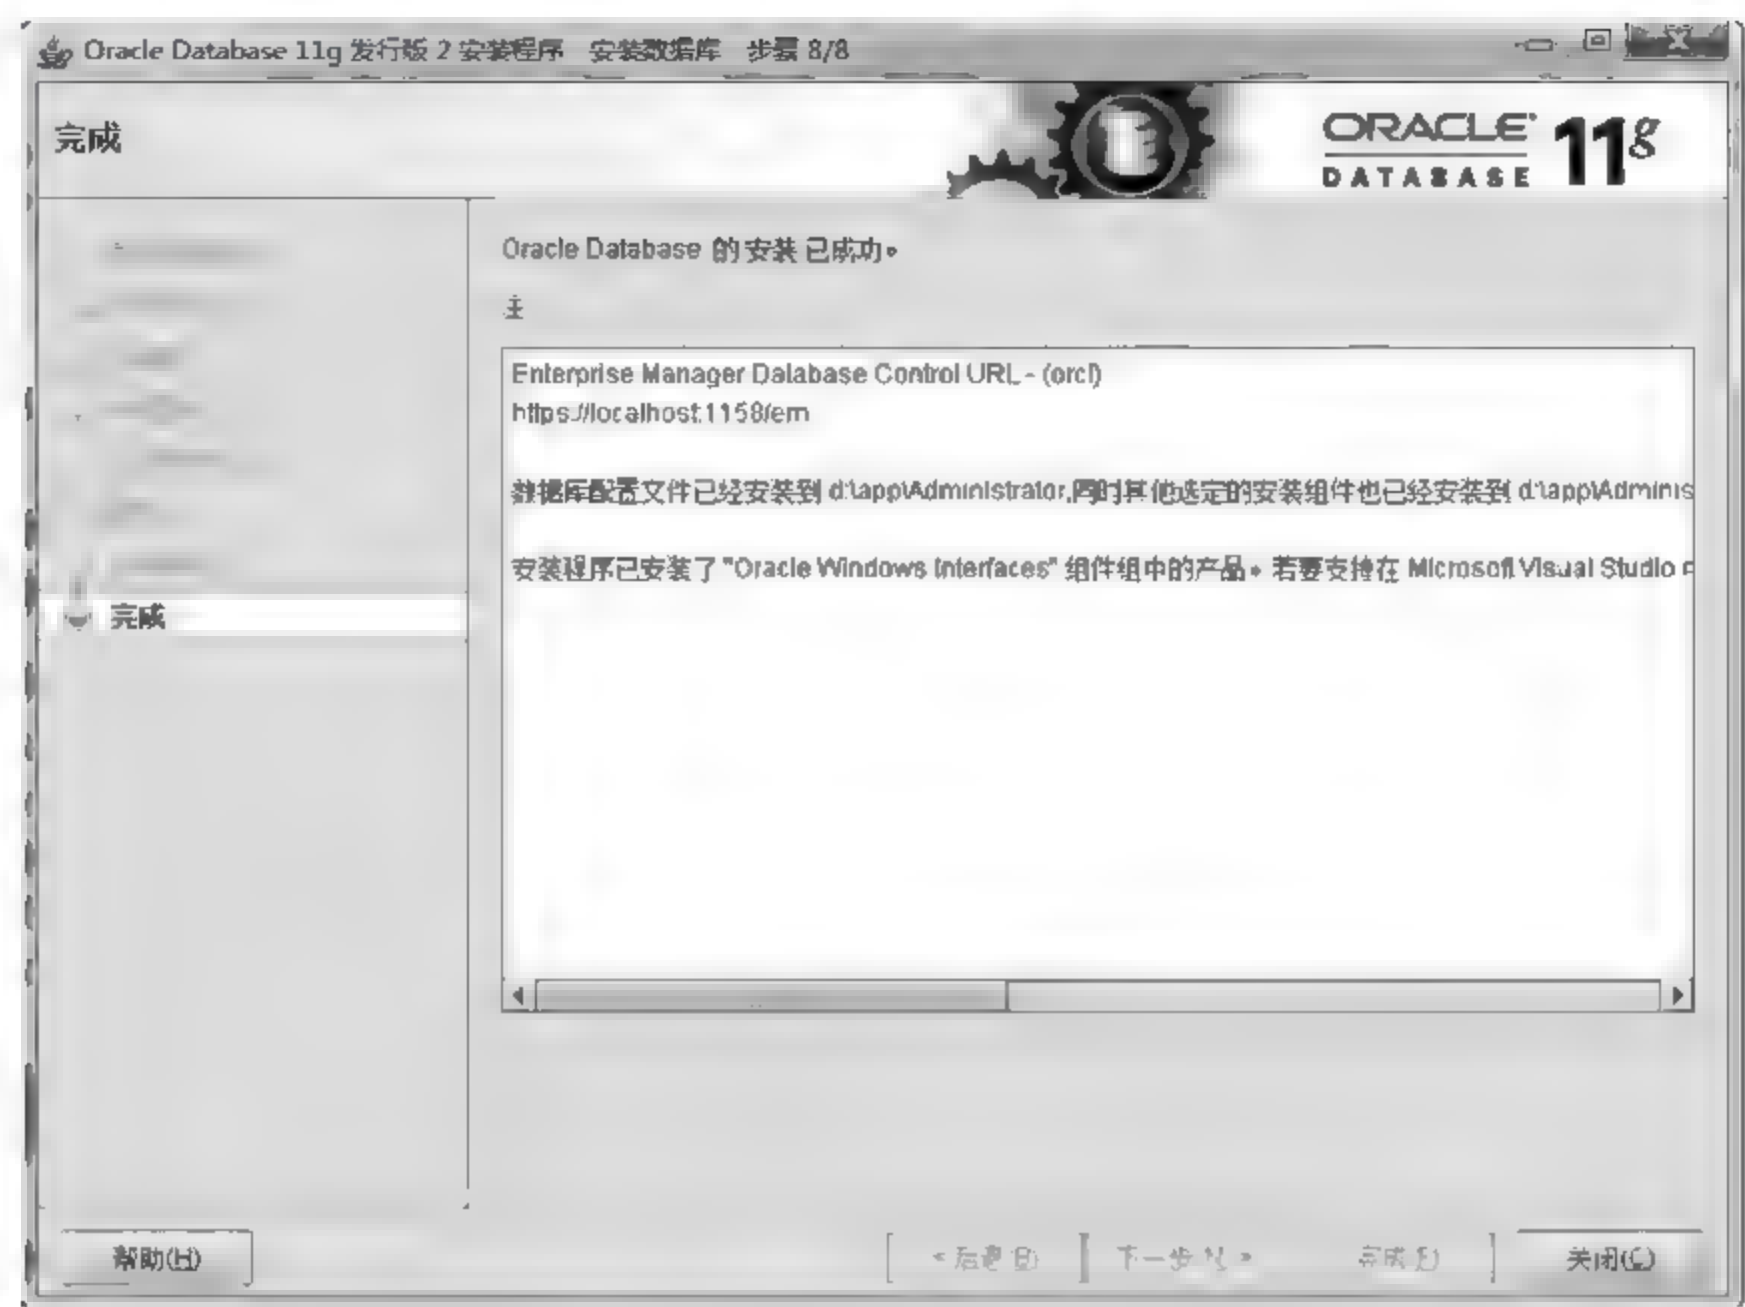 Oracle Database 11g 发行版 2 安装程序 安装数据库 步骤 8/8
完成
ORACLE 11g
DATABASE
Oracle Database 的 安装 已成功。
Enterprise Manager Database Control URL - (orcl)
https://localhost:1158/em
数据库配置文件已经安装到 d:\app\Administrator,同时其他选定的安装组件也已经安装到 d:\app\Adminis
安装程序已安装了 "Oracle Windows Interfaces" 组件组中的产品。若要支持在 Microsoft Visual Studio
完成
帮助(H) < 后退(B) 下一步(N) > 完成(F) 关闭(C)